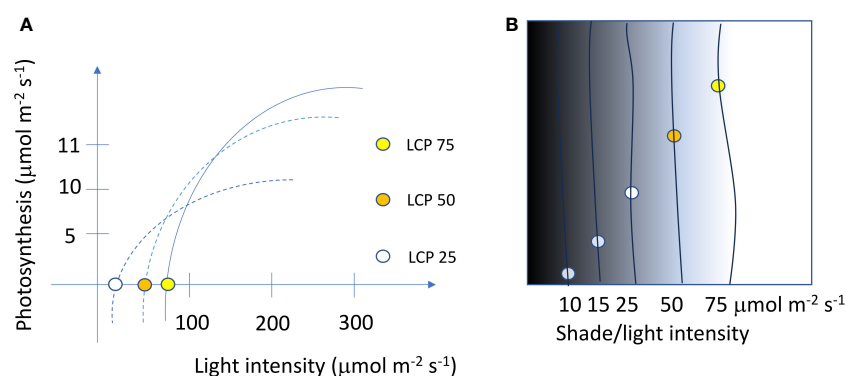 A
Photosynthesis (μmol m⁻² s⁻¹)
11
10
5
100 200 300
Light intensity (μmol m⁻² s⁻¹)
LCP 75
LCP 50
LCP 25
B
10 15 25 50 75 μmol m⁻² s⁻¹
Shade/light intensity